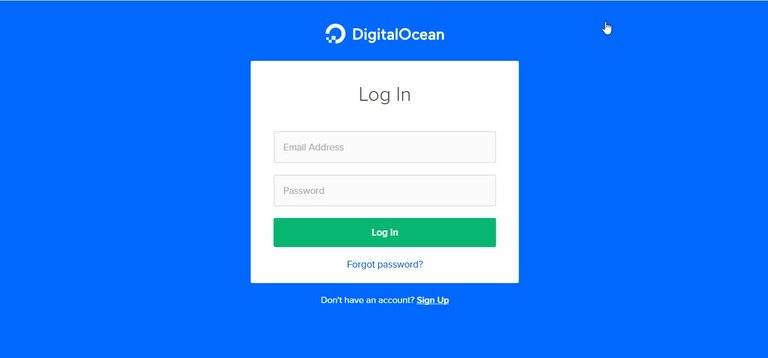 DigitalOcean
Log In
Email Address
Password
Log In
Forgot password?
Don't have an account? Sign Up